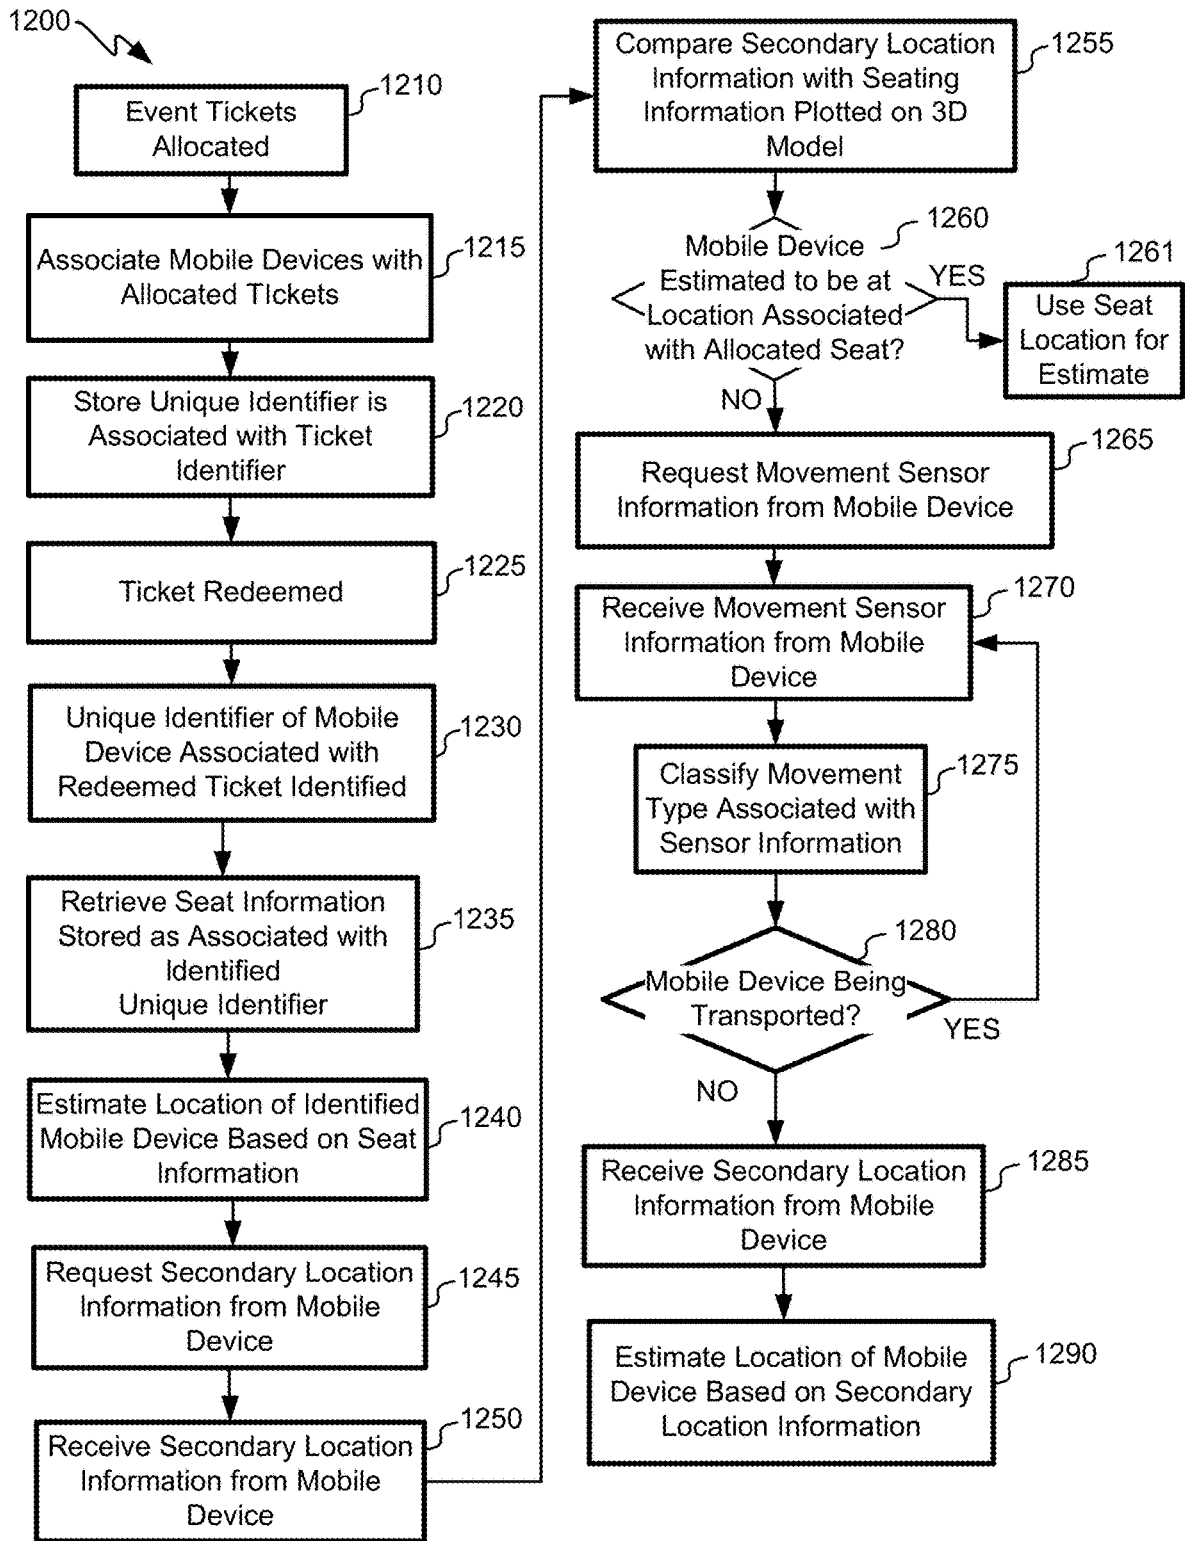 1200
1210
Event Tickets
Allocated
1215
Associate Mobile Devices with
Allocated TIckets
1220
Store Unique Identifier is
Associated with Ticket
Identifier
1225
Ticket Redeemed
1230
Unique Identifier of Mobile
Device Associated with
Redeemed Ticket Identified
1235
Retrieve Seat Information
Stored as Associated with
Identified
Unique Identifier
1240
Estimate Location of Identified
Mobile Device Based on Seat
Information
1245
Request Secondary Location
Information from Mobile
Device
1250
Receive Secondary Location
Information from Mobile
Device
1255
Compare Secondary Location
Information with Seating
Information Plotted on 3D
Model
1260
Mobile Device
Estimated to be at
Location Associated
with Allocated Seat?
YES
1261
Use Seat
Location for
Estimate
NO
1265
Request Movement Sensor
Information from Mobile Device
1270
Receive Movement Sensor
Information from Mobile
Device
1275
Classify Movement
Type Associated with
Sensor Information
1280
Mobile Device Being
Transported?
YES
NO
1285
Receive Secondary Location
Information from Mobile
Device
1290
Estimate Location of Mobile
Device Based on Secondary
Location Information